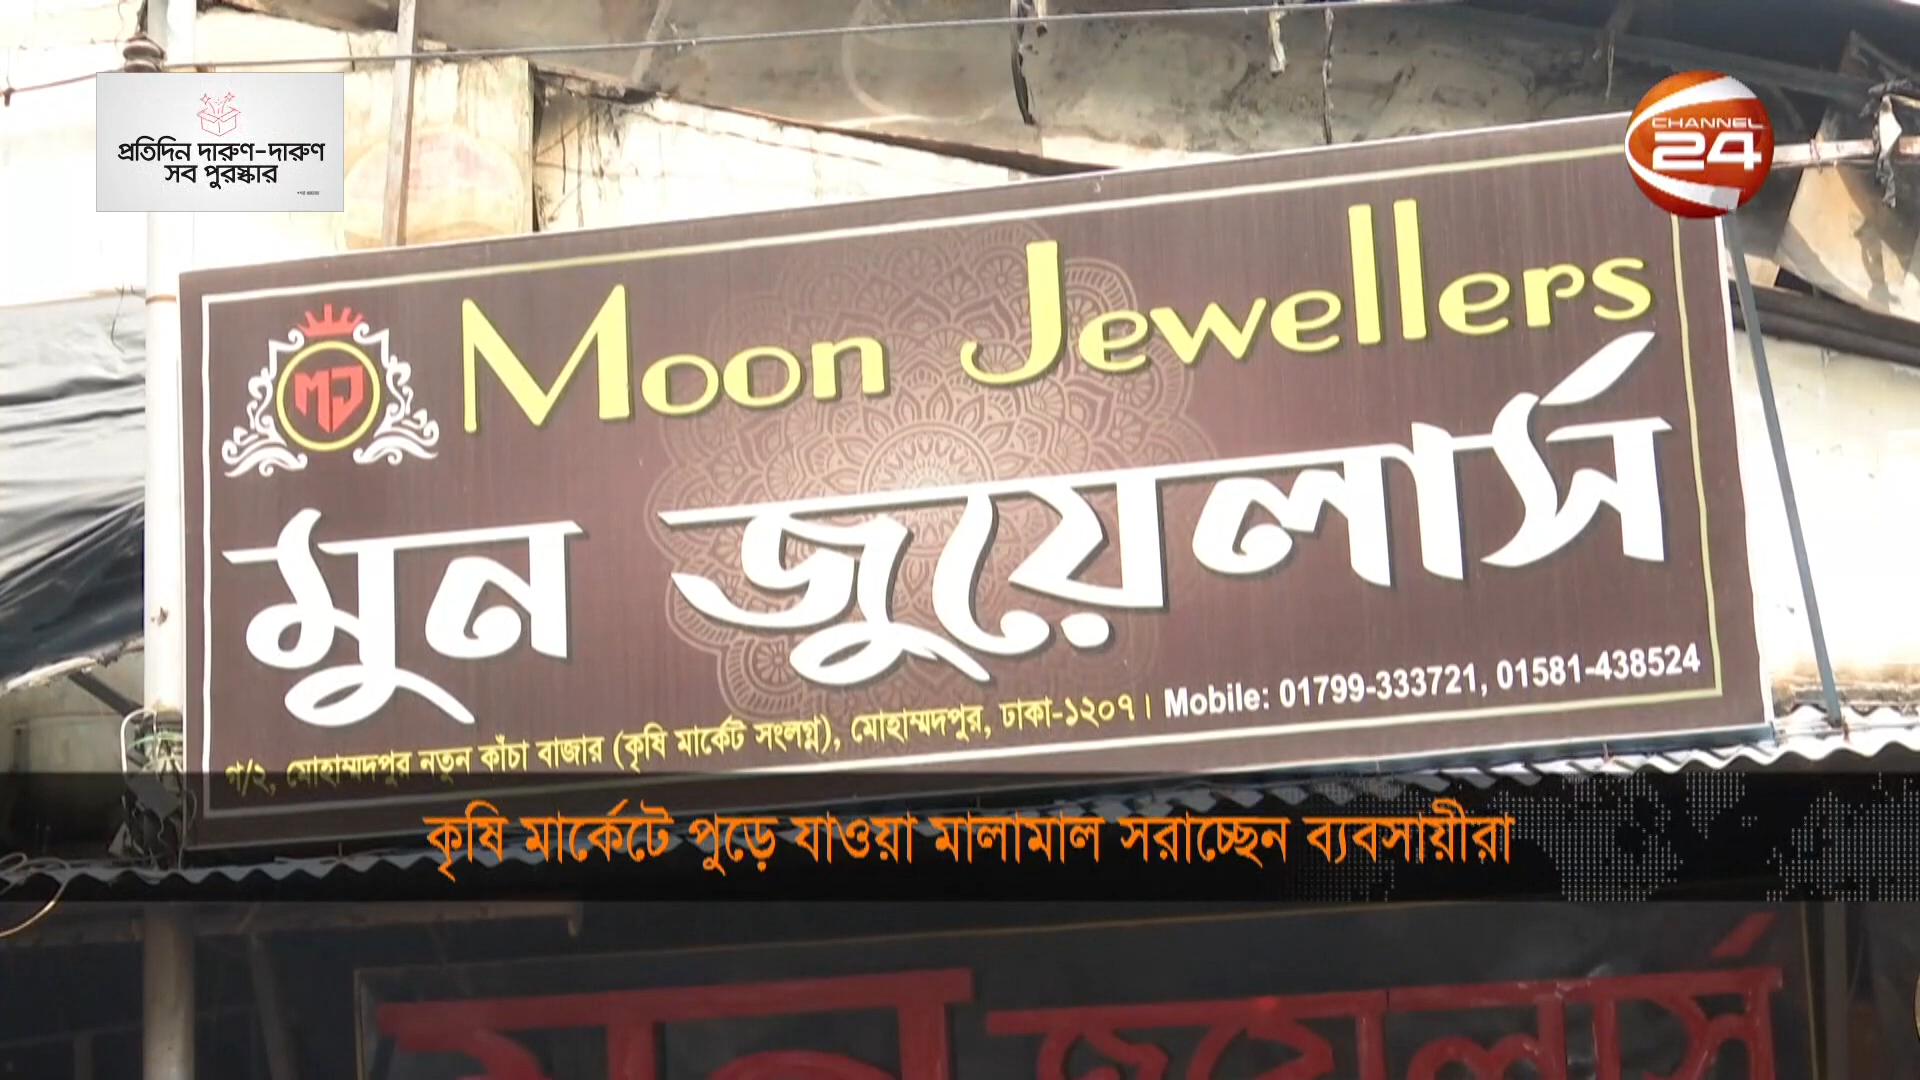 প্রতিদিন দারুণ-দারুণ
সব পুরস্কার
CHANNEL
24
Moon Jewellers
MJ
মুন জুয়েলার্স
গ/২, মোহাম্মদপুর নতুন কাঁচা বাজার (কৃষি মার্কেট সংলগ্ন), মোহাম্মদপুর, ঢাকা-১২০৭। Mobile: 01799-333721, 01581-438524
কৃষি মার্কেটে পুড়ে যাওয়া মালামাল সরাচ্ছেন ব্যবসায়ীরা
মুন জুয়েলার্স